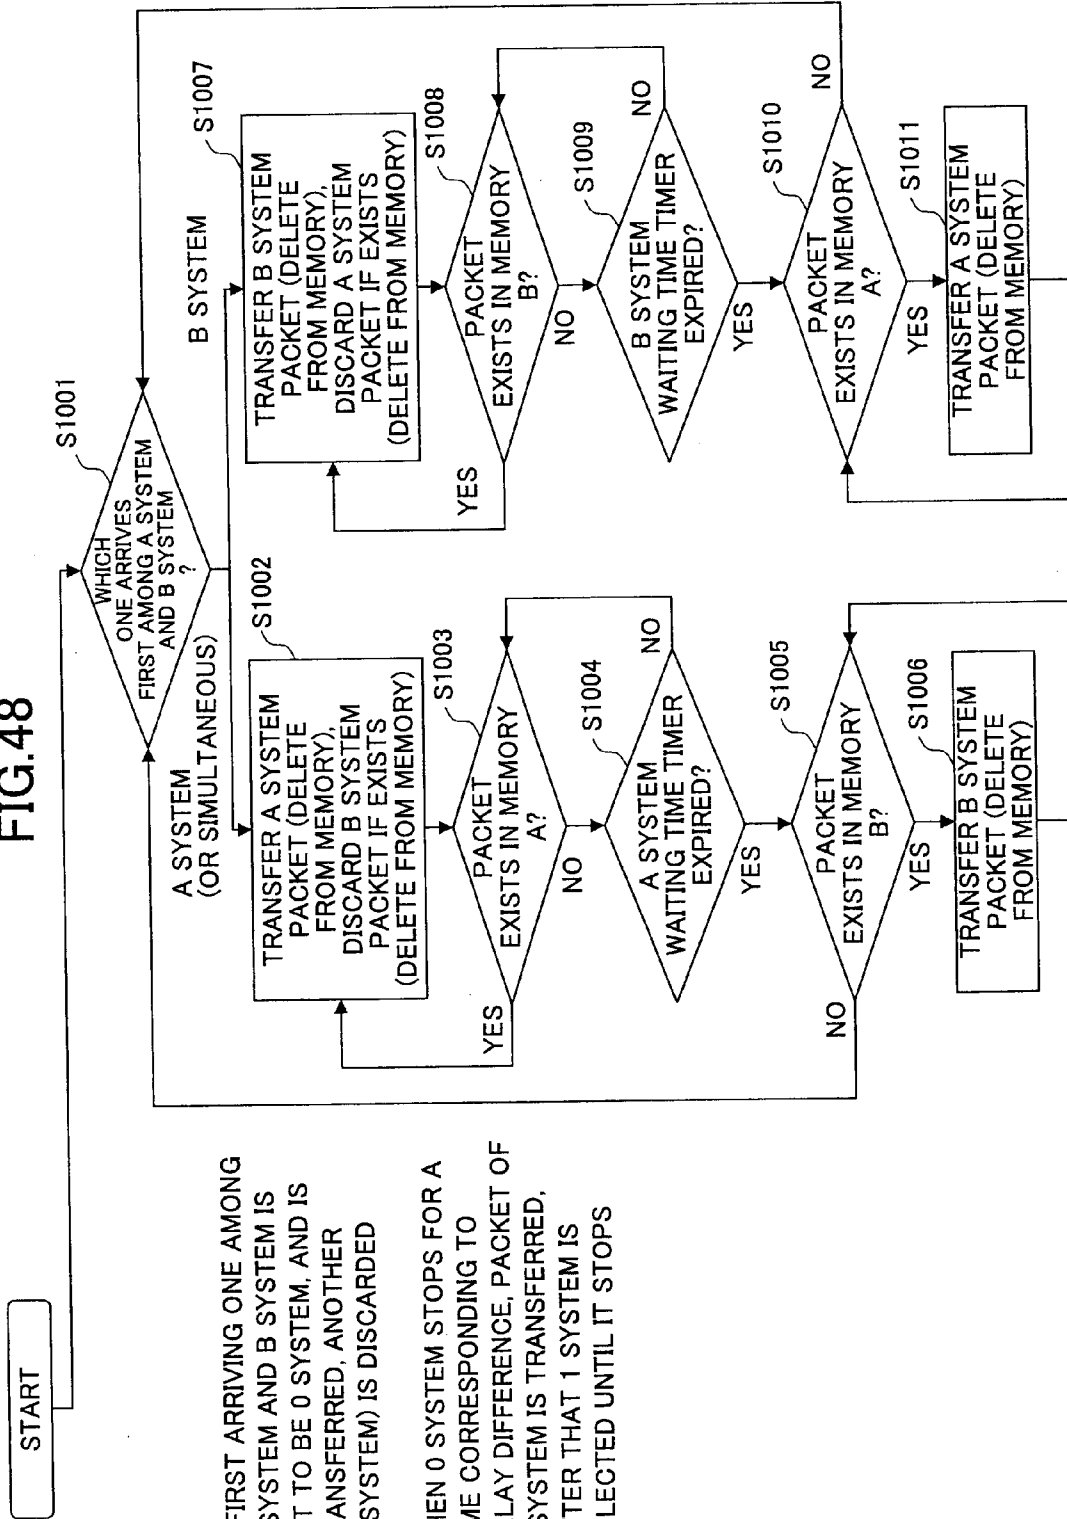 FIG.48
START
WHICH
ONE ARRIVES
FIRST AMONG A SYSTEM
AND B SYSTEM
?
S1001
A SYSTEM
(OR SIMULTANEOUS)
B SYSTEM
TRANSFER A SYSTEM
PACKET (DELETE
FROM MEMORY),
DISCARD B SYSTEM
PACKET IF EXISTS
(DELETE FROM MEMORY)
S1002
YES
PACKET
EXISTS IN MEMORY
A?
S1003
NO
A SYSTEM
WAITING TIME TIMER
EXPIRED?
S1004
NO
YES
PACKET
EXISTS IN MEMORY
B?
S1005
NO
YES
TRANSFER B SYSTEM
PACKET (DELETE
FROM MEMORY)
S1006
TRANSFER B SYSTEM
PACKET (DELETE
FROM MEMORY),
DISCARD A SYSTEM
PACKET IF EXISTS
(DELETE FROM MEMORY)
S1007
YES
PACKET
EXISTS IN MEMORY
B?
S1008
NO
B SYSTEM
WAITING TIME TIMER
EXPIRED?
S1009
NO
YES
PACKET
EXISTS IN MEMORY
A?
S1010
NO
YES
TRANSFER A SYSTEM
PACKET (DELETE
FROM MEMORY)
S1011
FIRST ARRIVING ONE AMONG
SYSTEM AND B SYSTEM IS
T TO BE 0 SYSTEM, AND IS
ANSFERRED, ANOTHER
SYSTEM) IS DISCARDED
HEN 0 SYSTEM STOPS FOR A
ME CORRESPONDING TO
LAY DIFFERENCE, PACKET OF
SYSTEM IS TRANSFERRED,
TER THAT 1 SYSTEM IS
LECTED UNTIL IT STOPS